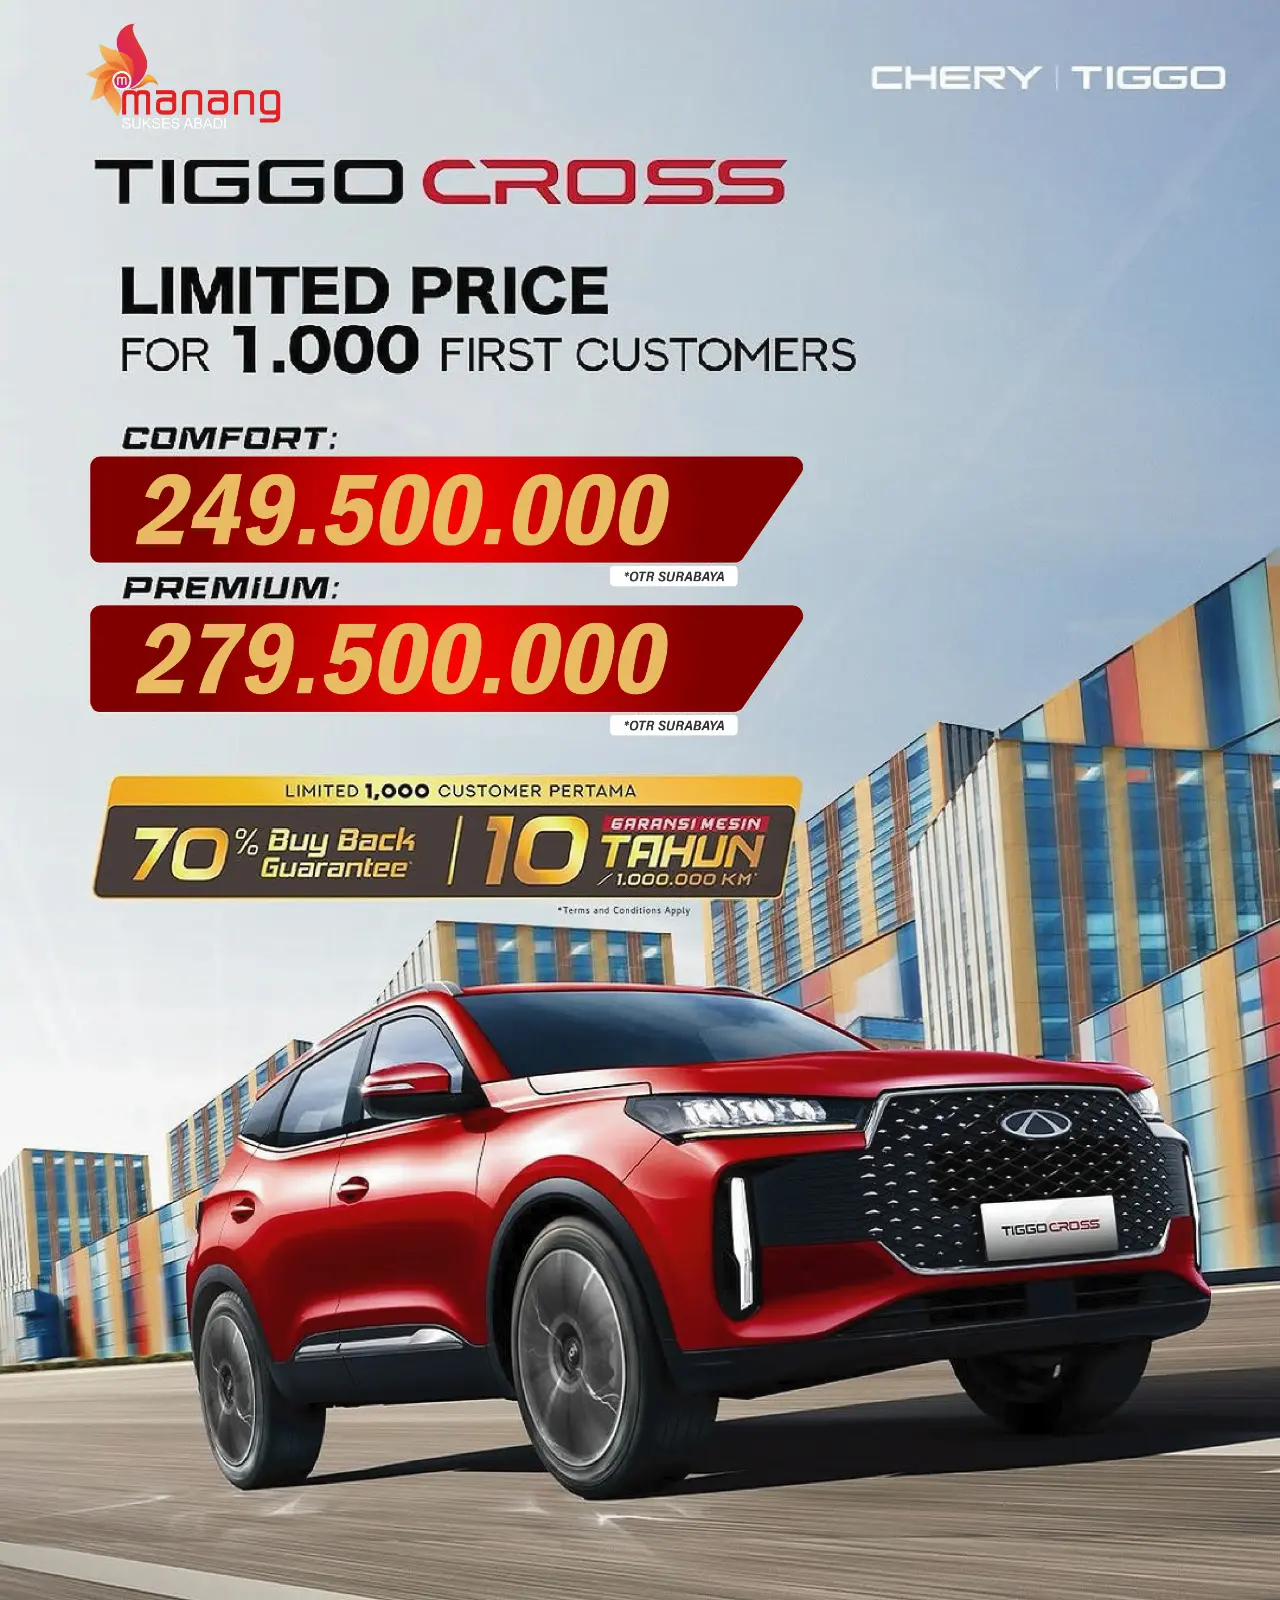 m
manang
SUKSES ABADI
CHERY | TIGGO
TIGGO CROSS
LIMITED PRICE
FOR 1.000 FIRST CUSTOMERS
COMFORT:
249.500.000
*OTR SURABAYA
PREMIUM:
279.500.000
*OTR SURABAYA
LIMITED 1,000 CUSTOMER PERTAMA
70% Buy Back
Guarantee*
10 GARANSI MESIN
TAHUN
/1.000.000 KM*
*Terms and Conditions Apply
TIGGO CROSS